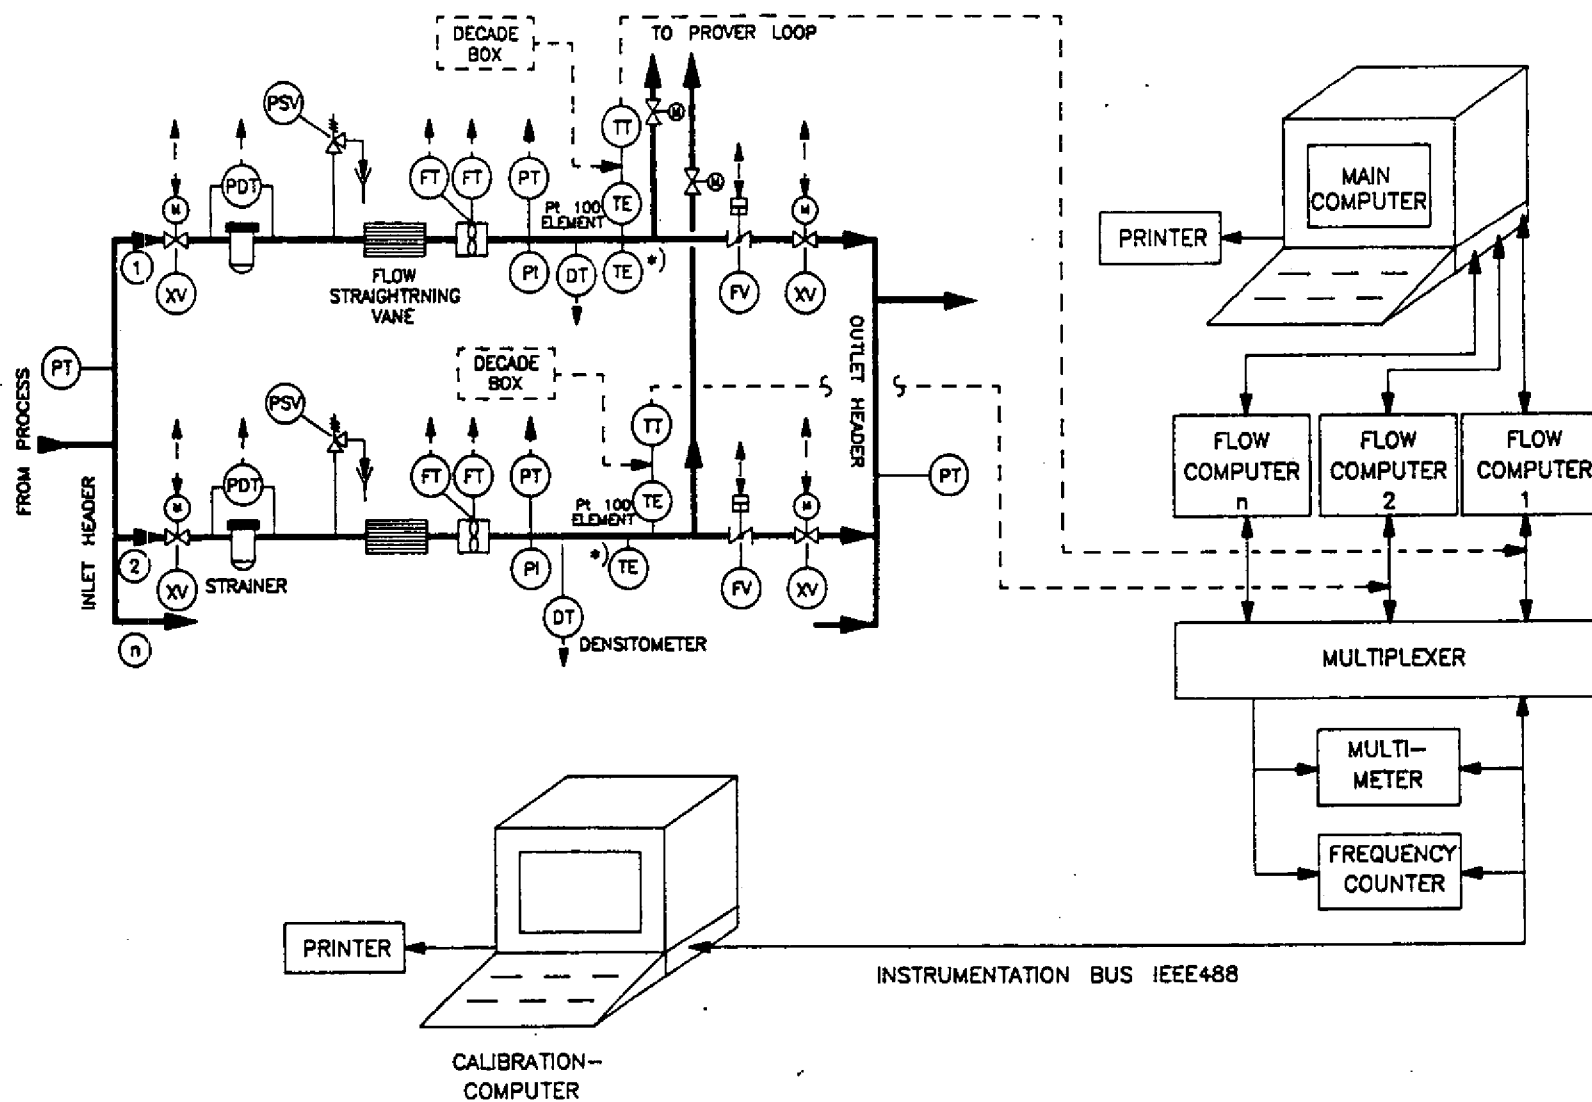 DECADE
BOX
TO PROVER LOOP
PSV
M
PDT
FT
FT
PT
TT
Pt 100
ELEMENT
TE
M
M
M
1
XV
FLOW
STRAIGHTRNING
VANE
PI
DT
TE
*)
FV
XV
OUTLET HEADER
PT
FROM PROCESS
INLET HEADER
DECADE
BOX
PSV
M
PDT
FT
FT
PT
TT
Pt 100
ELEMENT
TE
M
PT
2
XV
STRAINER
PI
*)
TE
FV
XV
n
DT
DENSITOMETER
MAIN
COMPUTER
PRINTER
FLOW
COMPUTER
n
FLOW
COMPUTER
2
FLOW
COMPUTER
1
MULTIPLEXER
MULTI-
METER
FREQUENCY
COUNTER
PRINTER
INSTRUMENTATION BUS IEEE488
CALIBRATION-
COMPUTER